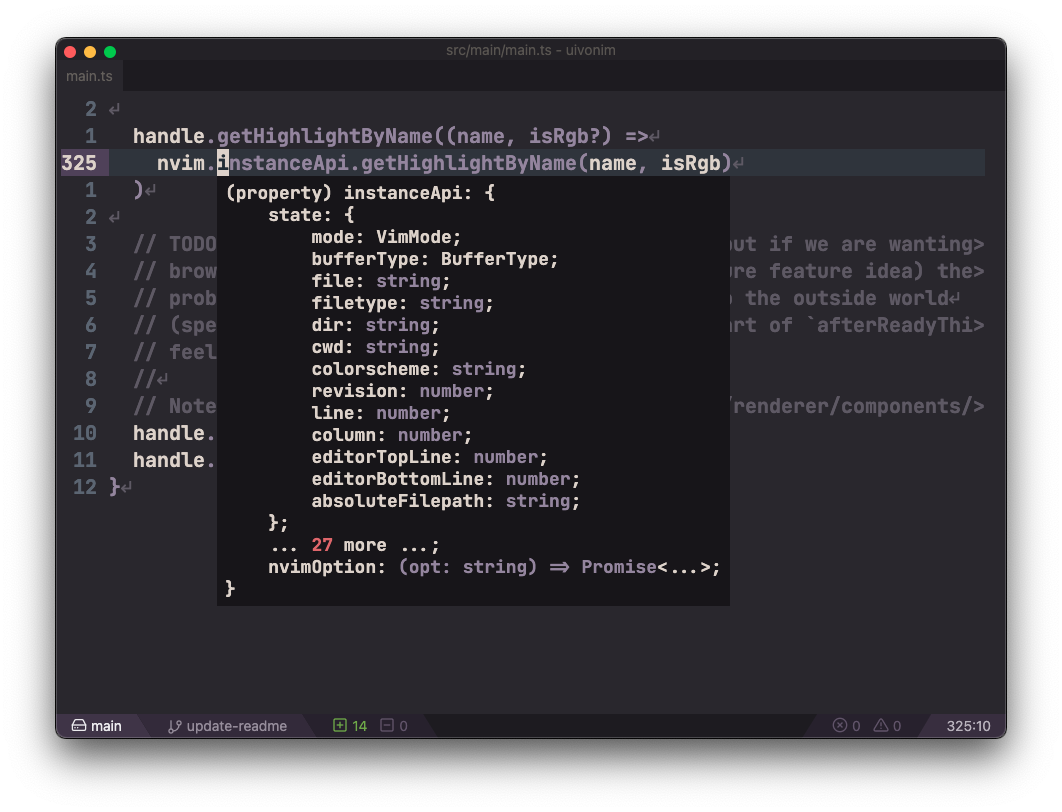 src/main/main.ts - uivonim
main.ts
2 ↵
1 handle.getHighlightByName((name, isRgb?) =>↵
325 nvim.instanceApi.getHighlightByName(name, isRgb)↵
1 )↵
2 ↵
3 // TODO out if we are wanting>
4 // brow ure feature idea) the>
5 // prob o the outside world↵
6 // (spe art of `afterReadyThi>
7 // feel
8 //↵
9 // Note /renderer/components/>
10 handle.
11 handle.
12 }↵
(property) instanceApi: {
state: {
mode: VimMode;
bufferType: BufferType;
file: string;
filetype: string;
dir: string;
cwd: string;
colorscheme: string;
revision: number;
line: number;
column: number;
editorTopLine: number;
editorBottomLine: number;
absoluteFilepath: string;
};
... 27 more ...;
nvimOption: (opt: string) => Promise<...>;
}
main update-readme 14 0 0 0 325:10